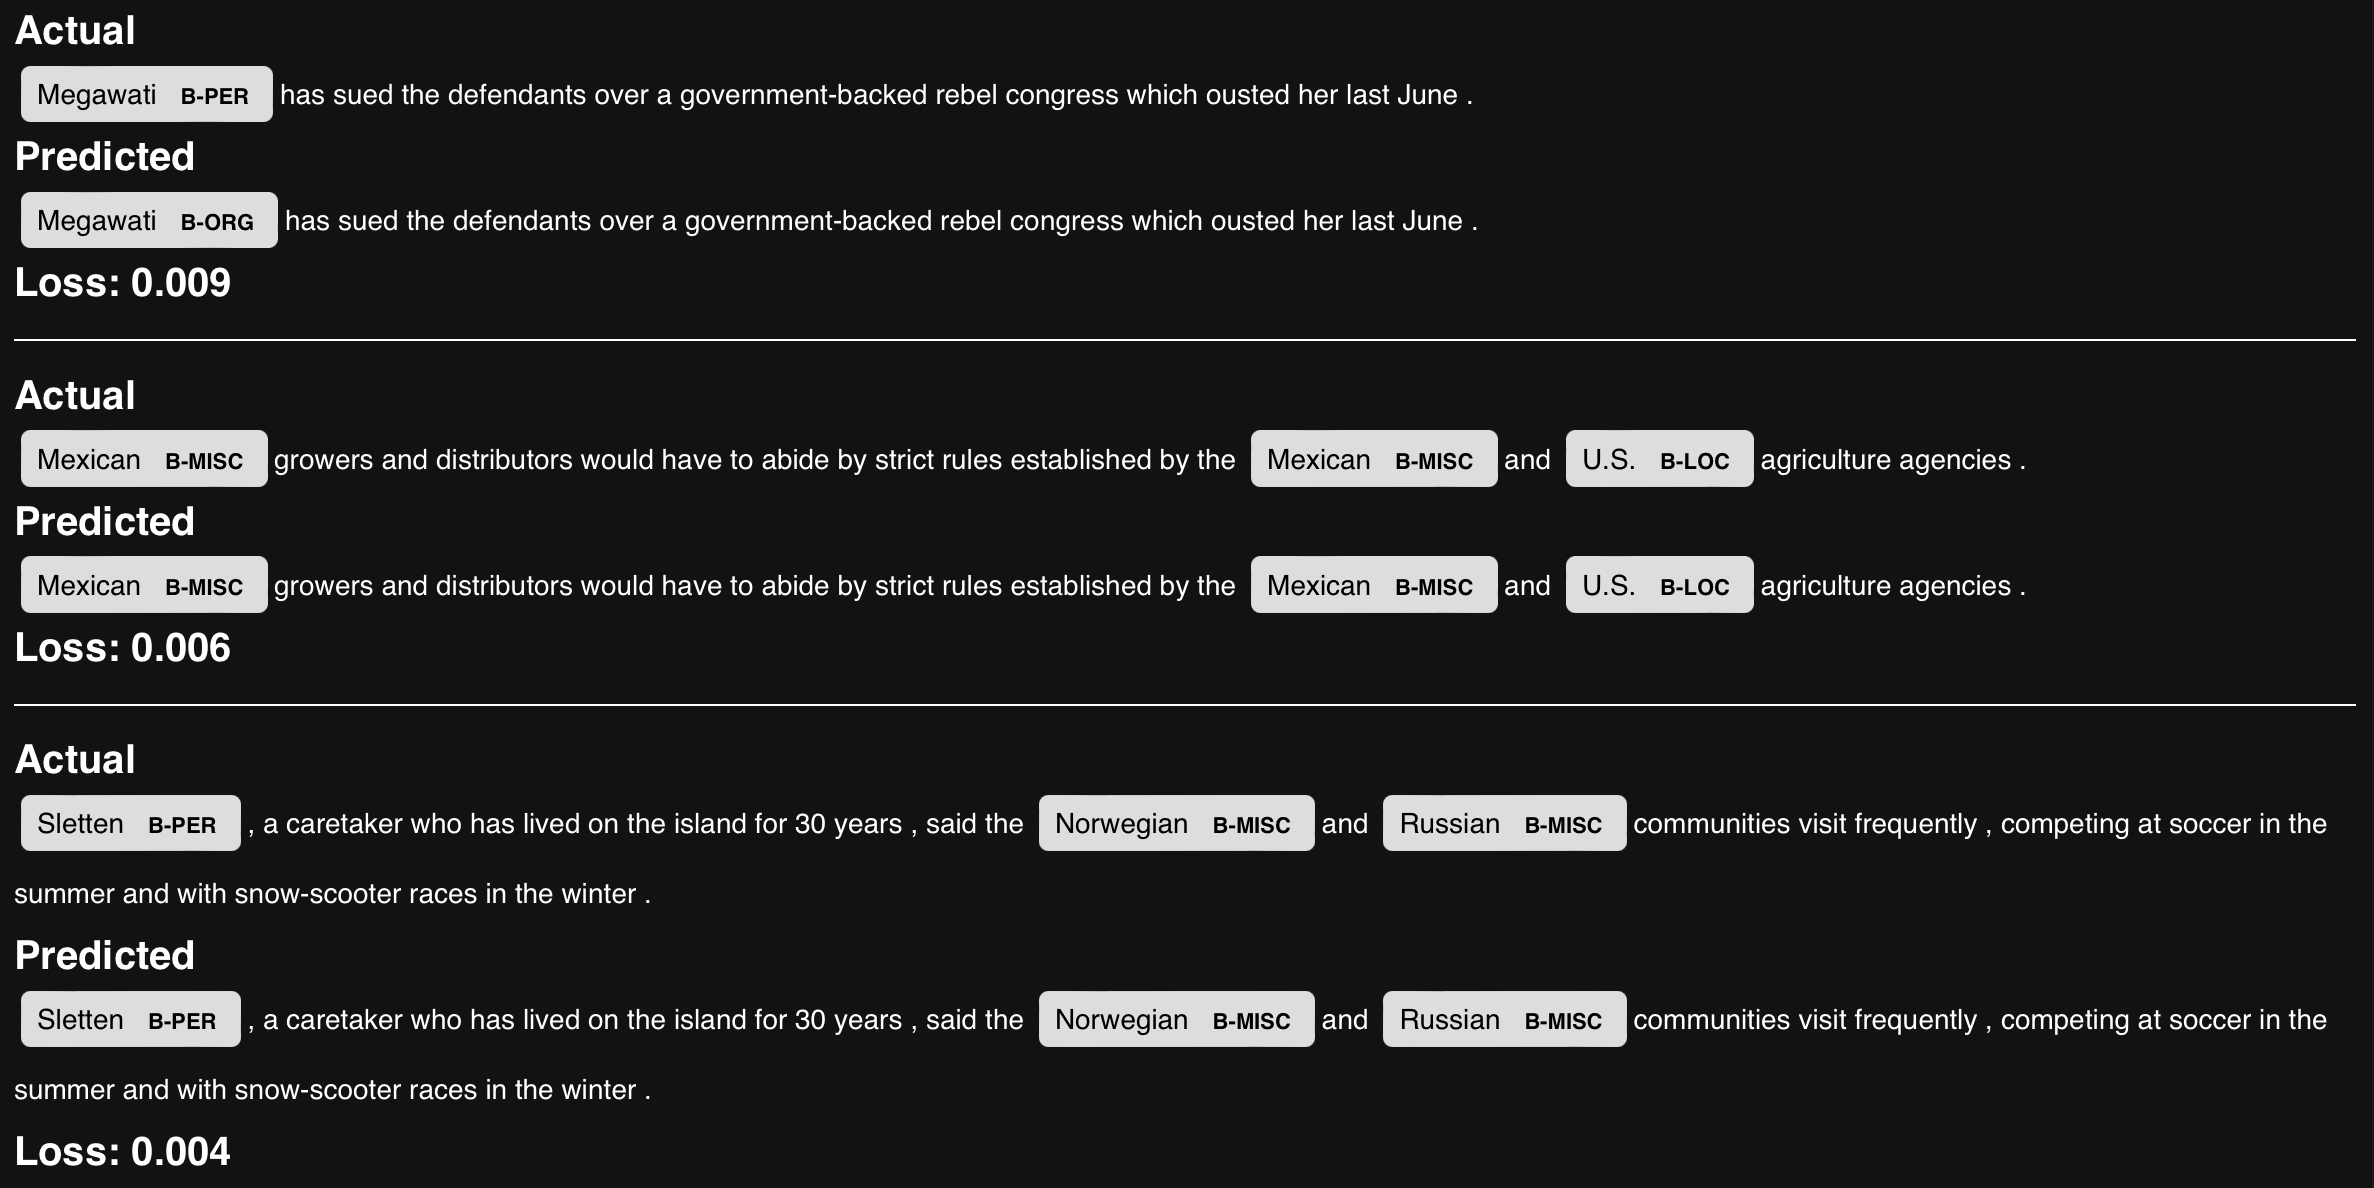 Actual
Megawati B-PER has sued the defendants over a government-backed rebel congress which ousted her last June .
Predicted
Megawati B-ORG has sued the defendants over a government-backed rebel congress which ousted her last June .
Loss: 0.009
Actual
Mexican B-MISC growers and distributors would have to abide by strict rules established by the Mexican B-MISC and U.S. B-LOC agriculture agencies .
Predicted
Mexican B-MISC growers and distributors would have to abide by strict rules established by the Mexican B-MISC and U.S. B-LOC agriculture agencies .
Loss: 0.006
Actual
Sletten B-PER , a caretaker who has lived on the island for 30 years , said the Norwegian B-MISC and Russian B-MISC communities visit frequently , competing at soccer in the
summer and with snow-scooter races in the winter .
Predicted
Sletten B-PER , a caretaker who has lived on the island for 30 years , said the Norwegian B-MISC and Russian B-MISC communities visit frequently , competing at soccer in the
summer and with snow-scooter races in the winter .
Loss: 0.004